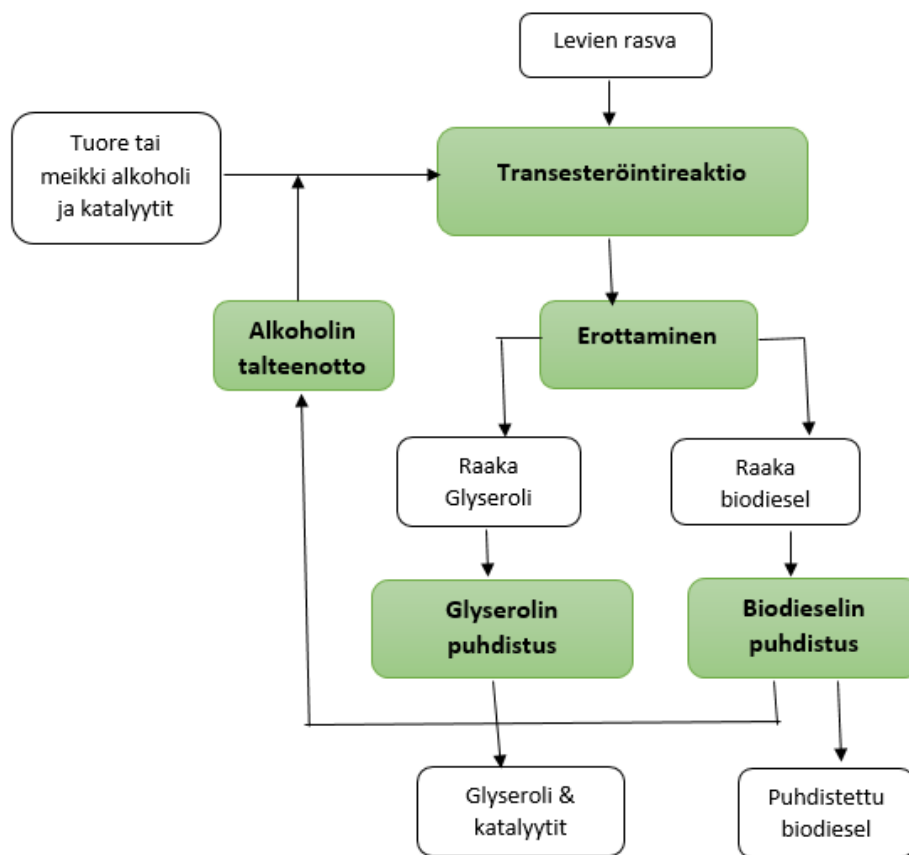 Levien rasva
Tuore tai
meikki alkoholi
ja katalyytit
Transesteröintireaktio
Alkoholin
talteenotto
Erottaminen
Raaka
Glyseroli
Raaka
biodiesel
Glyserolin
puhdistus
Biodieselin
puhdistus
Glyseroli &
katalyytit
Puhdistettu
biodiesel